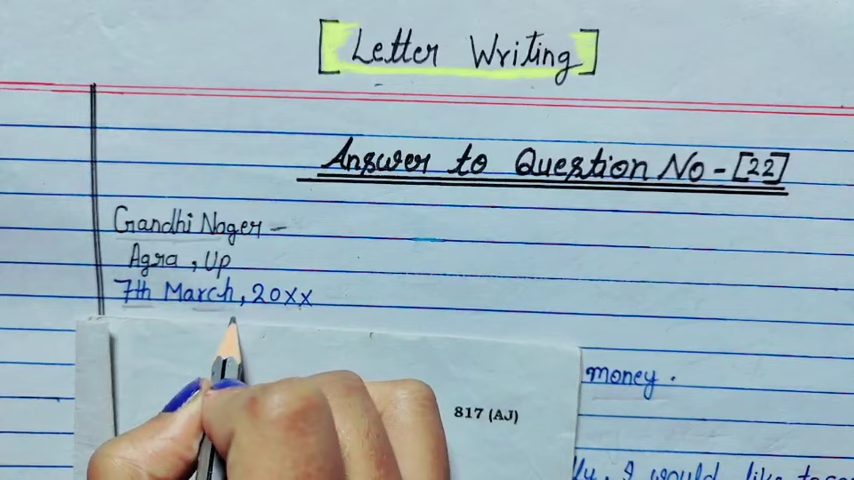 [Letter Writing]
Answer to Question No - [22]
Gandhi Nager -
Agra, Up
7th March, 20xx
money.
817 (AJ)
I would like to